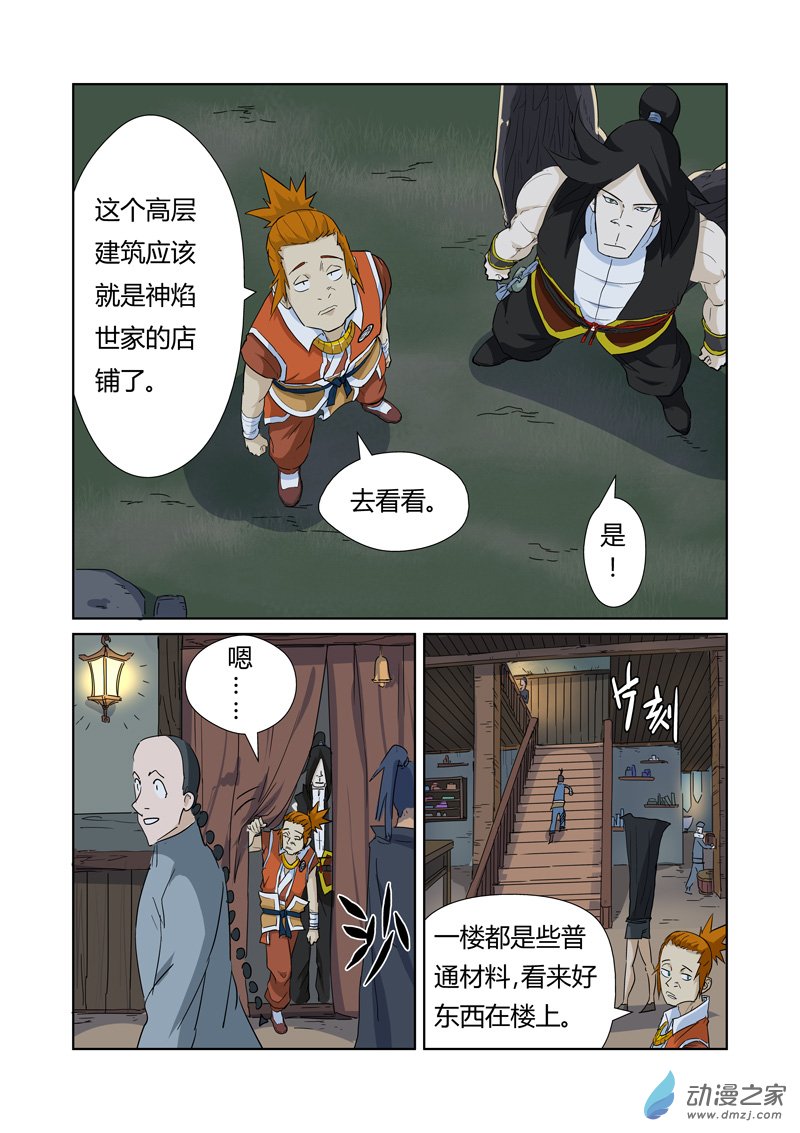 这个高层
建筑应该
就是神焰
世家的店
铺了。
去看看。
是
！
嗯
……
沙
片刻
一楼都是些普
通材料，看来好
东西在楼上。
动漫之家
www.dmzj.com